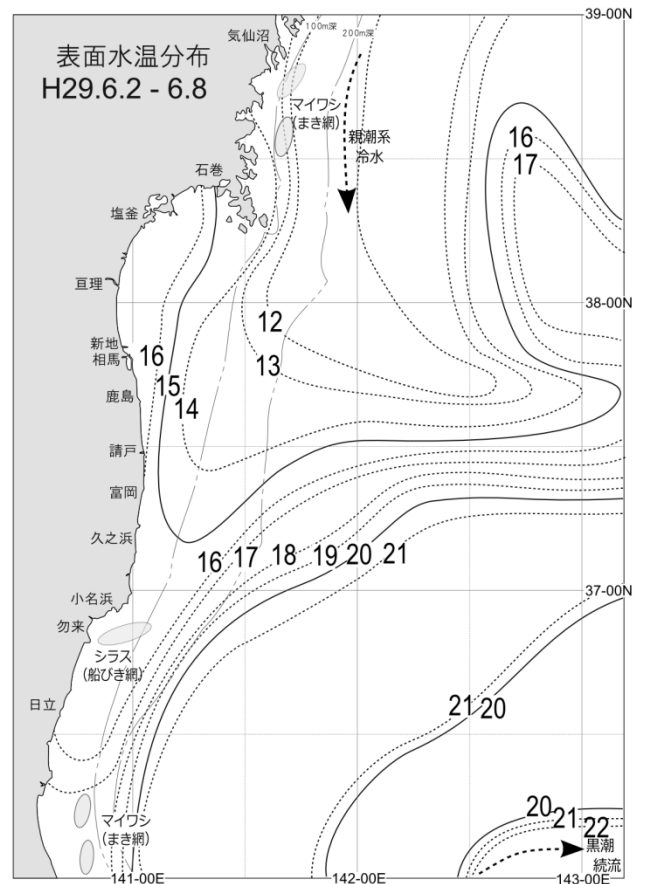 39-00N
気仙沼
100m深
200m深
表面水温分布
H29.6.2 - 6.8
マイワシ
(まき網)
親潮系
冷水
16
17
石巻
塩釜
亘理
38-00N
12
新地
16
相馬
13
15
鹿島
14
請戸
富岡
久之浜
16 17 18 19 20 21
37-00N
小名浜
勿来
シラス
(船びき網)
日立
21 20
20
21
22
マイワシ
(まき網)
黒潮
続流
141-00E
142-00E
143-00E